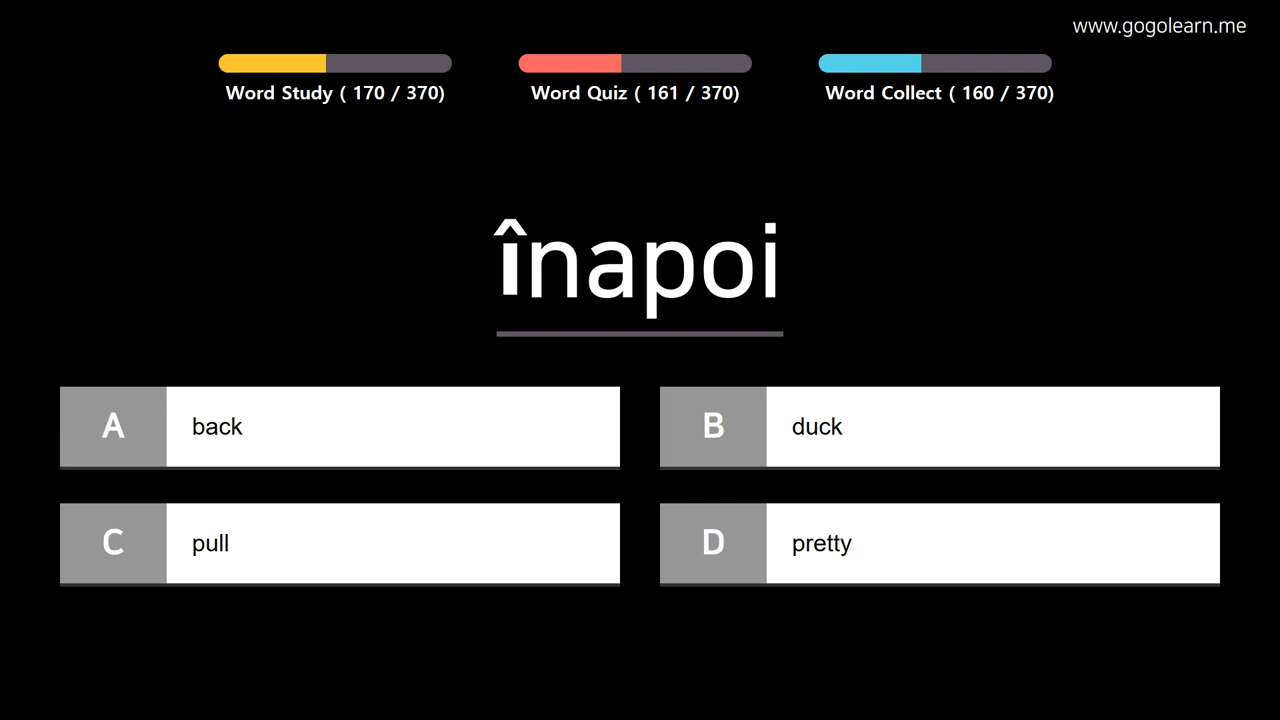 www.gogolearn.me
Word Study ( 170 / 370)
Word Quiz ( 161 / 370)
Word Collect ( 160 / 370)
înapoi
A back
B duck
C pull
D pretty